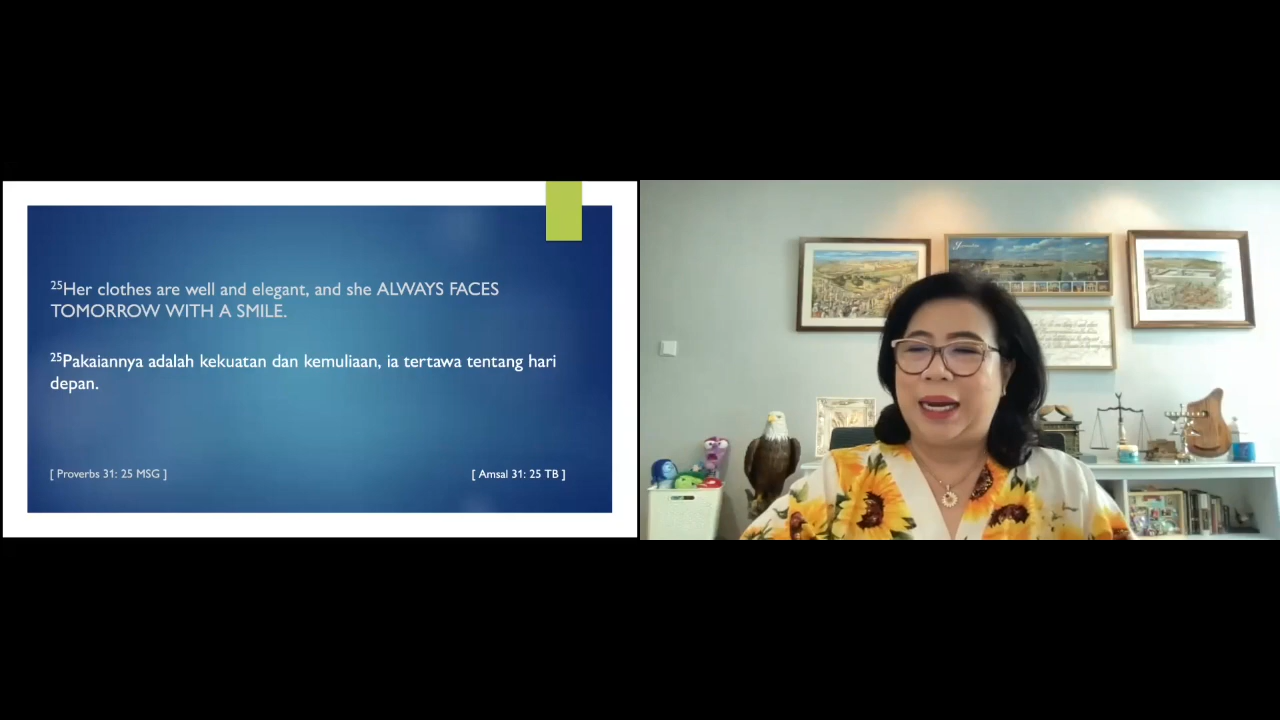 25Her clothes are well and elegant, and she ALWAYS FACES
TOMORROW WITH A SMILE.
25Pakaiannya adalah kekuatan dan kemuliaan, ia tertawa tentang hari
depan.
[ Proverbs 31: 25 MSG ]
[ Amsal 31: 25 TB ]